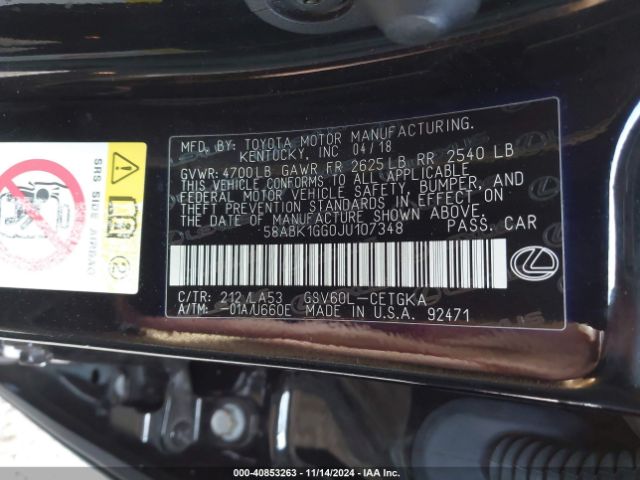 MFD. BY: TOYOTA MOTOR MANUFACTURING.
KENTUCKY, INC 04/18
GVWR: 4700LB GAWR FR 2625LB RR 2540 LB
THIS VEHICLE CONFORMS TO ALL APPLICABLE
FEDERAL MOTOR VEHICLE SAFETY, BUMPER, AND
THEFT PREVENTION STANDARDS IN EFFECT ON
THE DATE OF MANUFACTURE SHOWN ABOVE.
58ABK1GG0JU107348 PASS. CAR
C/TR: 212/LA53 GSV60L-CETGKA
A/TM: -01A/U660E MADE IN U.S.A. 92471
SRS SIDE AIRBAG
000-40853263 - 11/14/2024 - IAA Inc.